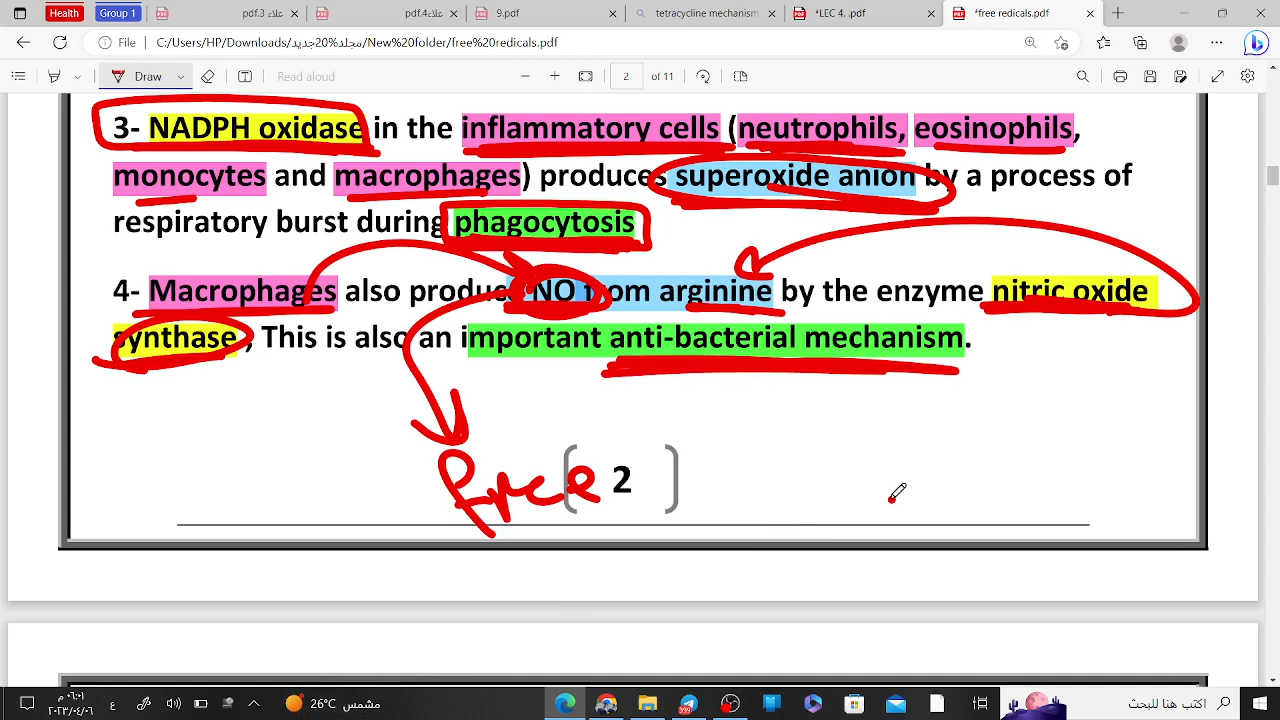 Health
Group 1
علاء 3.pdf
علاء4.pdf
9.pdf
tetracycline mechanism
*LEC 4. .pdf
*free redicals.pdf
File
C:/Users/HP/Downloads/مجلد%20جديد/New%20folder/free%20redicals.pdf
Draw
Read aloud
2
of 11
3- NADPH oxidase in the inflammatory cells (neutrophils, eosinophils,
monocytes and macrophages) produces superoxide anion by a process of
respiratory burst during phagocytosis
4- Macrophages also produce NO from arginine by the enzyme nitric oxide
synthase , This is also an important anti-bacterial mechanism.
free
2
399
26°C
مشمس
اكتب هنا للبحث